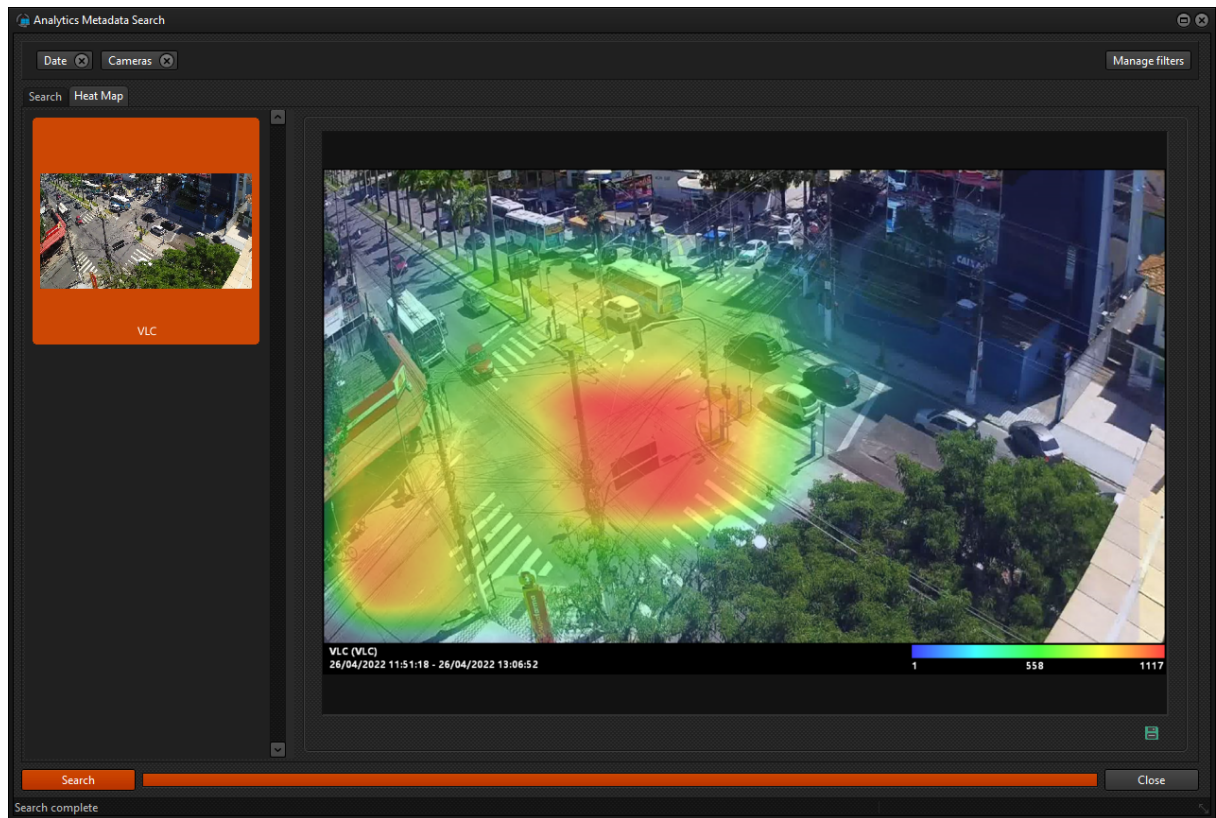 Analytics Metadata Search
Date Cameras Manage filters
Search Heat Map
VLC
CAIXA
VLC (VLC)
26/04/2022 11:51:18 - 26/04/2022 13:06:52
1 558 1117
Search Close
Search complete